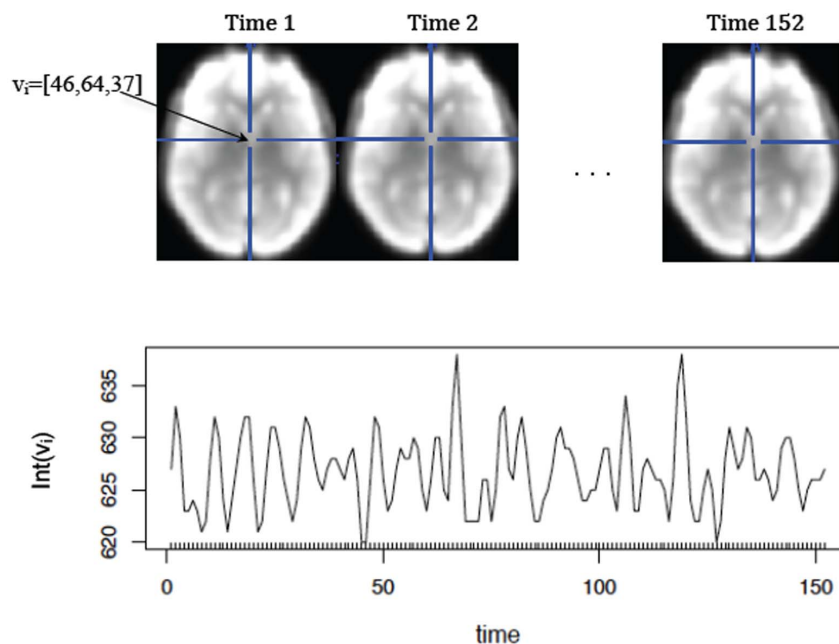 Time 1
Time 2
Time 152
vi=[46,64,37]
. . .
Int(vi)
635
630
625
620
0
50
100
150
time